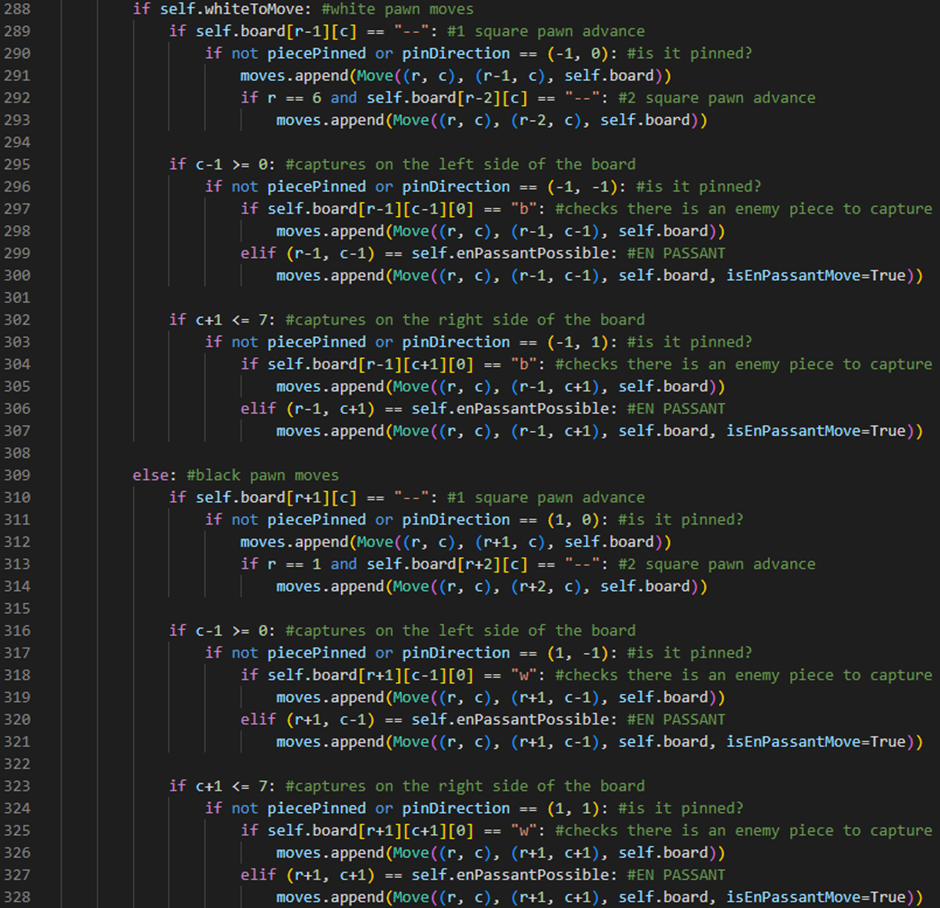 288 if self.whiteToMove: #white pawn moves
289 if self.board[r-1][c] == "--": #1 square pawn advance
290 if not piecePinned or pinDirection == (-1, 0): #is it pinned?
291 moves.append(Move((r, c), (r-1, c), self.board))
292 if r == 6 and self.board[r-2][c] == "--": #2 square pawn advance
293 moves.append(Move((r, c), (r-2, c), self.board))
294
295 if c-1 >= 0: #captures on the left side of the board
296 if not piecePinned or pinDirection == (-1, -1): #is it pinned?
297 if self.board[r-1][c-1][0] == "b": #checks there is an enemy piece to capture
298 moves.append(Move((r, c), (r-1, c-1), self.board))
299 elif (r-1, c-1) == self.enPassantPossible: #EN PASSANT
300 moves.append(Move((r, c), (r-1, c-1), self.board, isEnPassantMove=True))
301
302 if c+1 <= 7: #captures on the right side of the board
303 if not piecePinned or pinDirection == (-1, 1): #is it pinned?
304 if self.board[r-1][c+1][0] == "b": #checks there is an enemy piece to capture
305 moves.append(Move((r, c), (r-1, c+1), self.board))
306 elif (r-1, c+1) == self.enPassantPossible: #EN PASSANT
307 moves.append(Move((r, c), (r-1, c+1), self.board, isEnPassantMove=True))
308
309 else: #black pawn moves
310 if self.board[r+1][c] == "--": #1 square pawn advance
311 if not piecePinned or pinDirection == (1, 0): #is it pinned?
312 moves.append(Move((r, c), (r+1, c), self.board))
313 if r == 1 and self.board[r+2][c] == "--": #2 square pawn advance
314 moves.append(Move((r, c), (r+2, c), self.board))
315
316 if c-1 >= 0: #captures on the left side of the board
317 if not piecePinned or pinDirection == (1, -1): #is it pinned?
318 if self.board[r+1][c-1][0] == "w": #checks there is an enemy piece to capture
319 moves.append(Move((r, c), (r+1, c-1), self.board))
320 elif (r+1, c-1) == self.enPassantPossible: #EN PASSANT
321 moves.append(Move((r, c), (r+1, c-1), self.board, isEnPassantMove=True))
322
323 if c+1 <= 7: #captures on the right side of the board
324 if not piecePinned or pinDirection == (1, 1): #is it pinned?
325 if self.board[r+1][c+1][0] == "w": #checks there is an enemy piece to capture
326 moves.append(Move((r, c), (r+1, c+1), self.board))
327 elif (r+1, c+1) == self.enPassantPossible: #EN PASSANT
328 moves.append(Move((r, c), (r+1, c+1), self.board, isEnPassantMove=True))